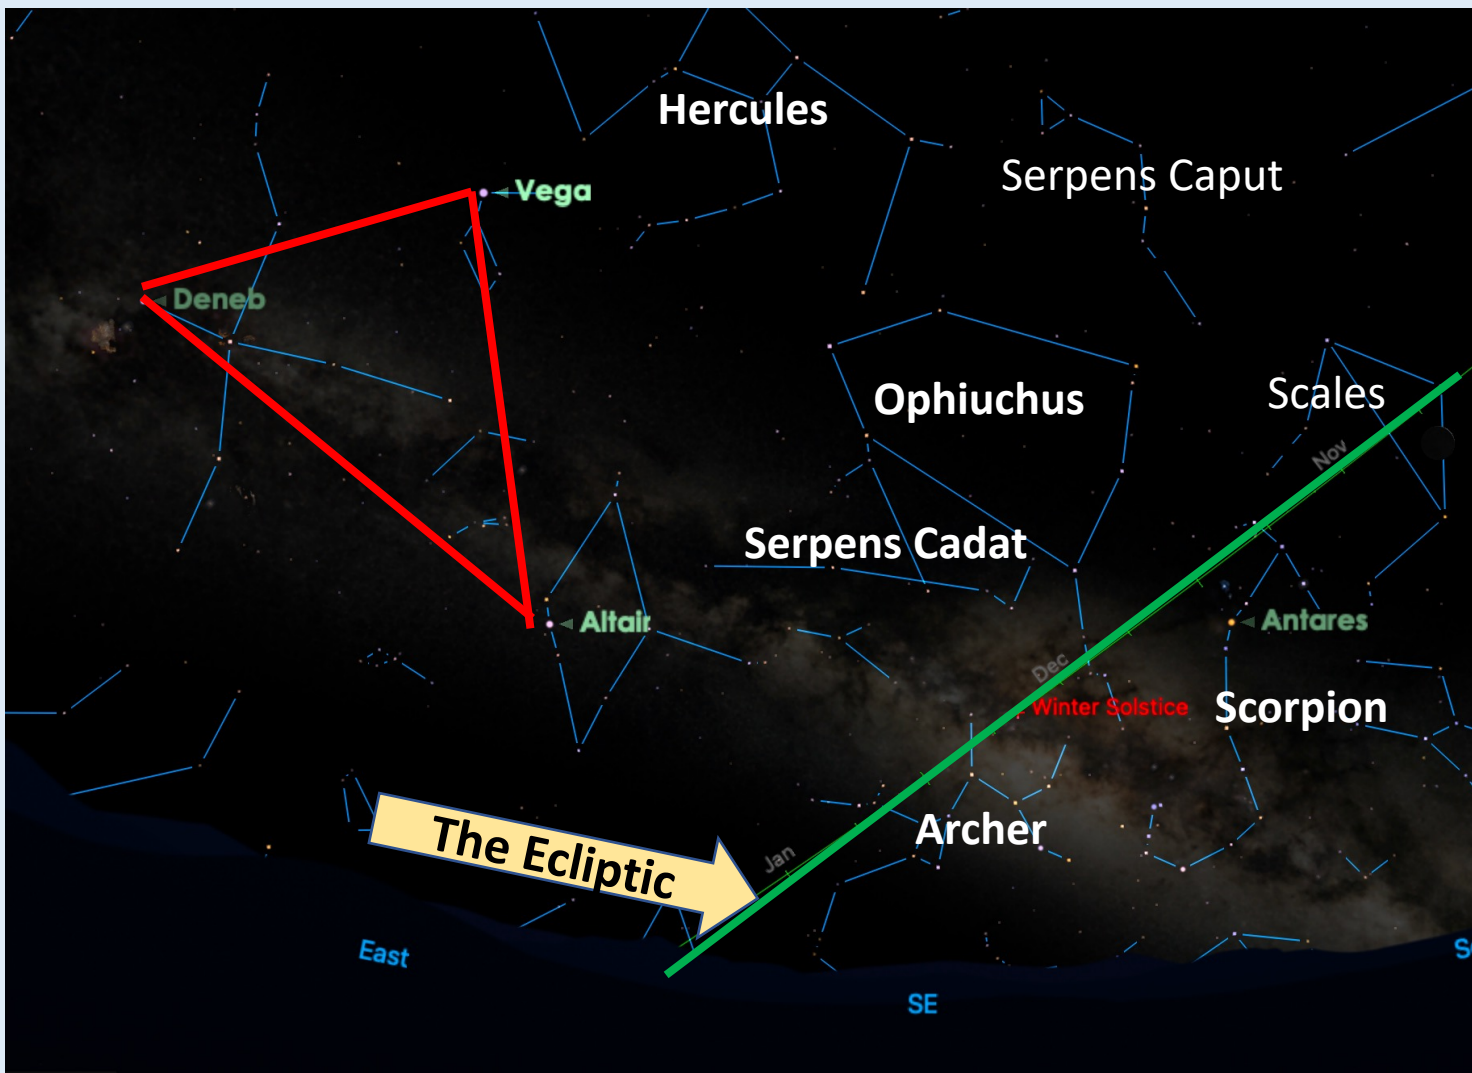 Hercules
Serpens Caput
Vega
Deneb
Ophiuchus
Scales
Nov
Serpens Cadat
Altair
Antares
Dec
Winter Solstice
Scorpion
Archer
The Ecliptic
Jan
East
SE